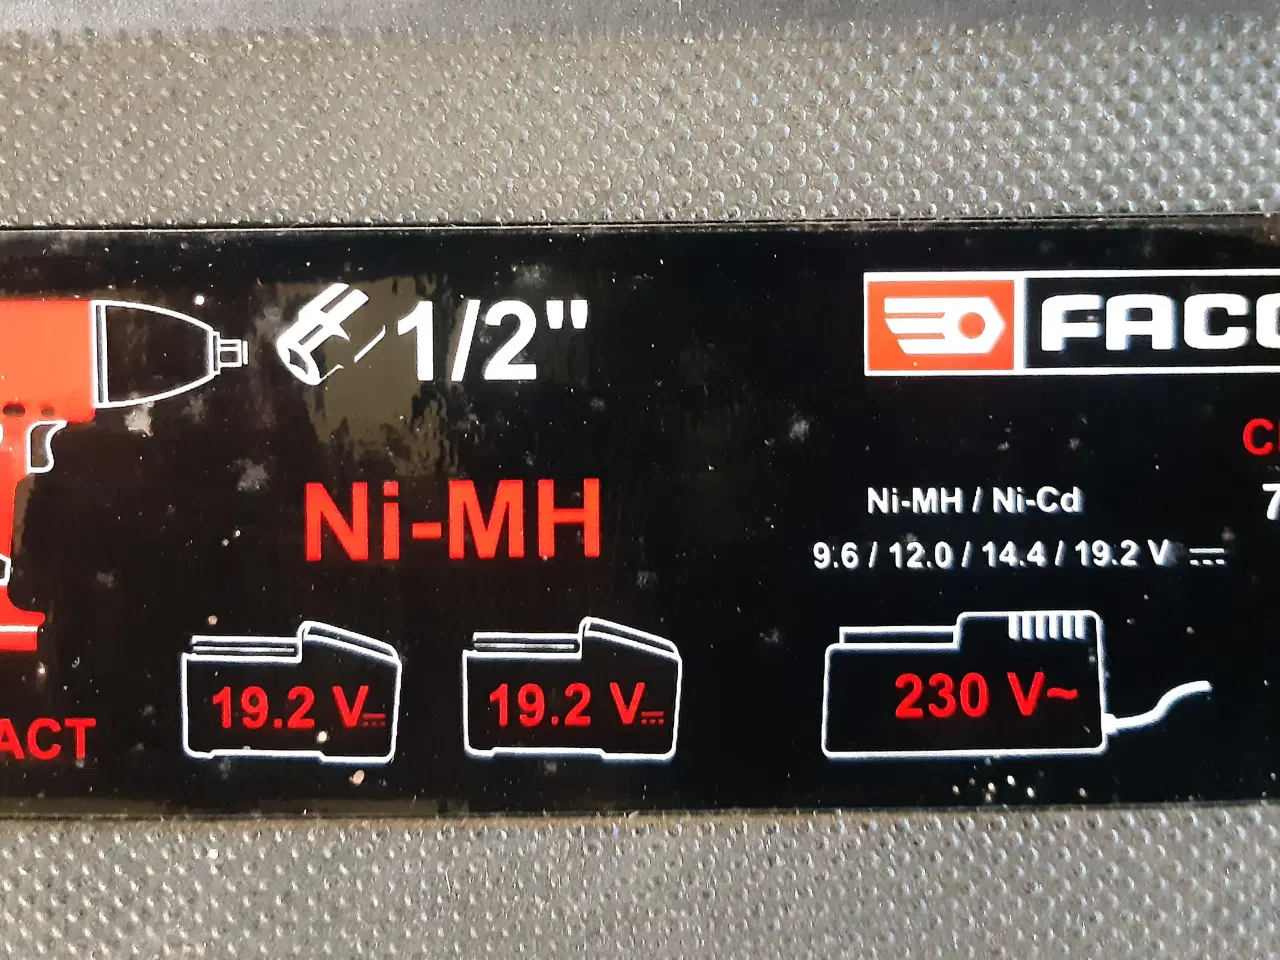 1/2"
FACO
Ni-MH
Ni-MH / Ni-Cd
9.6 / 12.0 / 14.4 / 19.2 V
ACT
19.2 V
19.2 V
230 V~